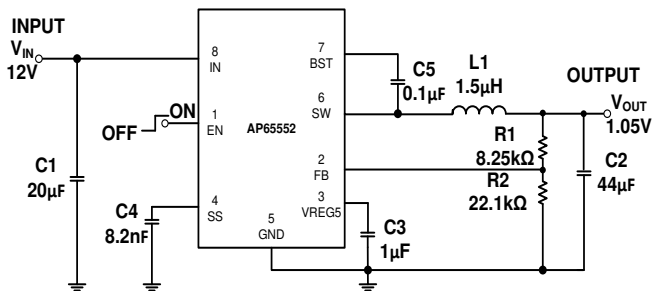 INPUT
VIN
12V
C1
20µF
OFF
ON
C4
8.2nF
8
IN
1
EN
4
SS
AP65552
5
GND
7
BST
6
SW
2
FB
3
VREG5
C5
0.1µF
L1
1.5µH
C3
1µF
R1
8.25kΩ
R2
22.1kΩ
OUTPUT
VOUT
1.05V
C2
44µF